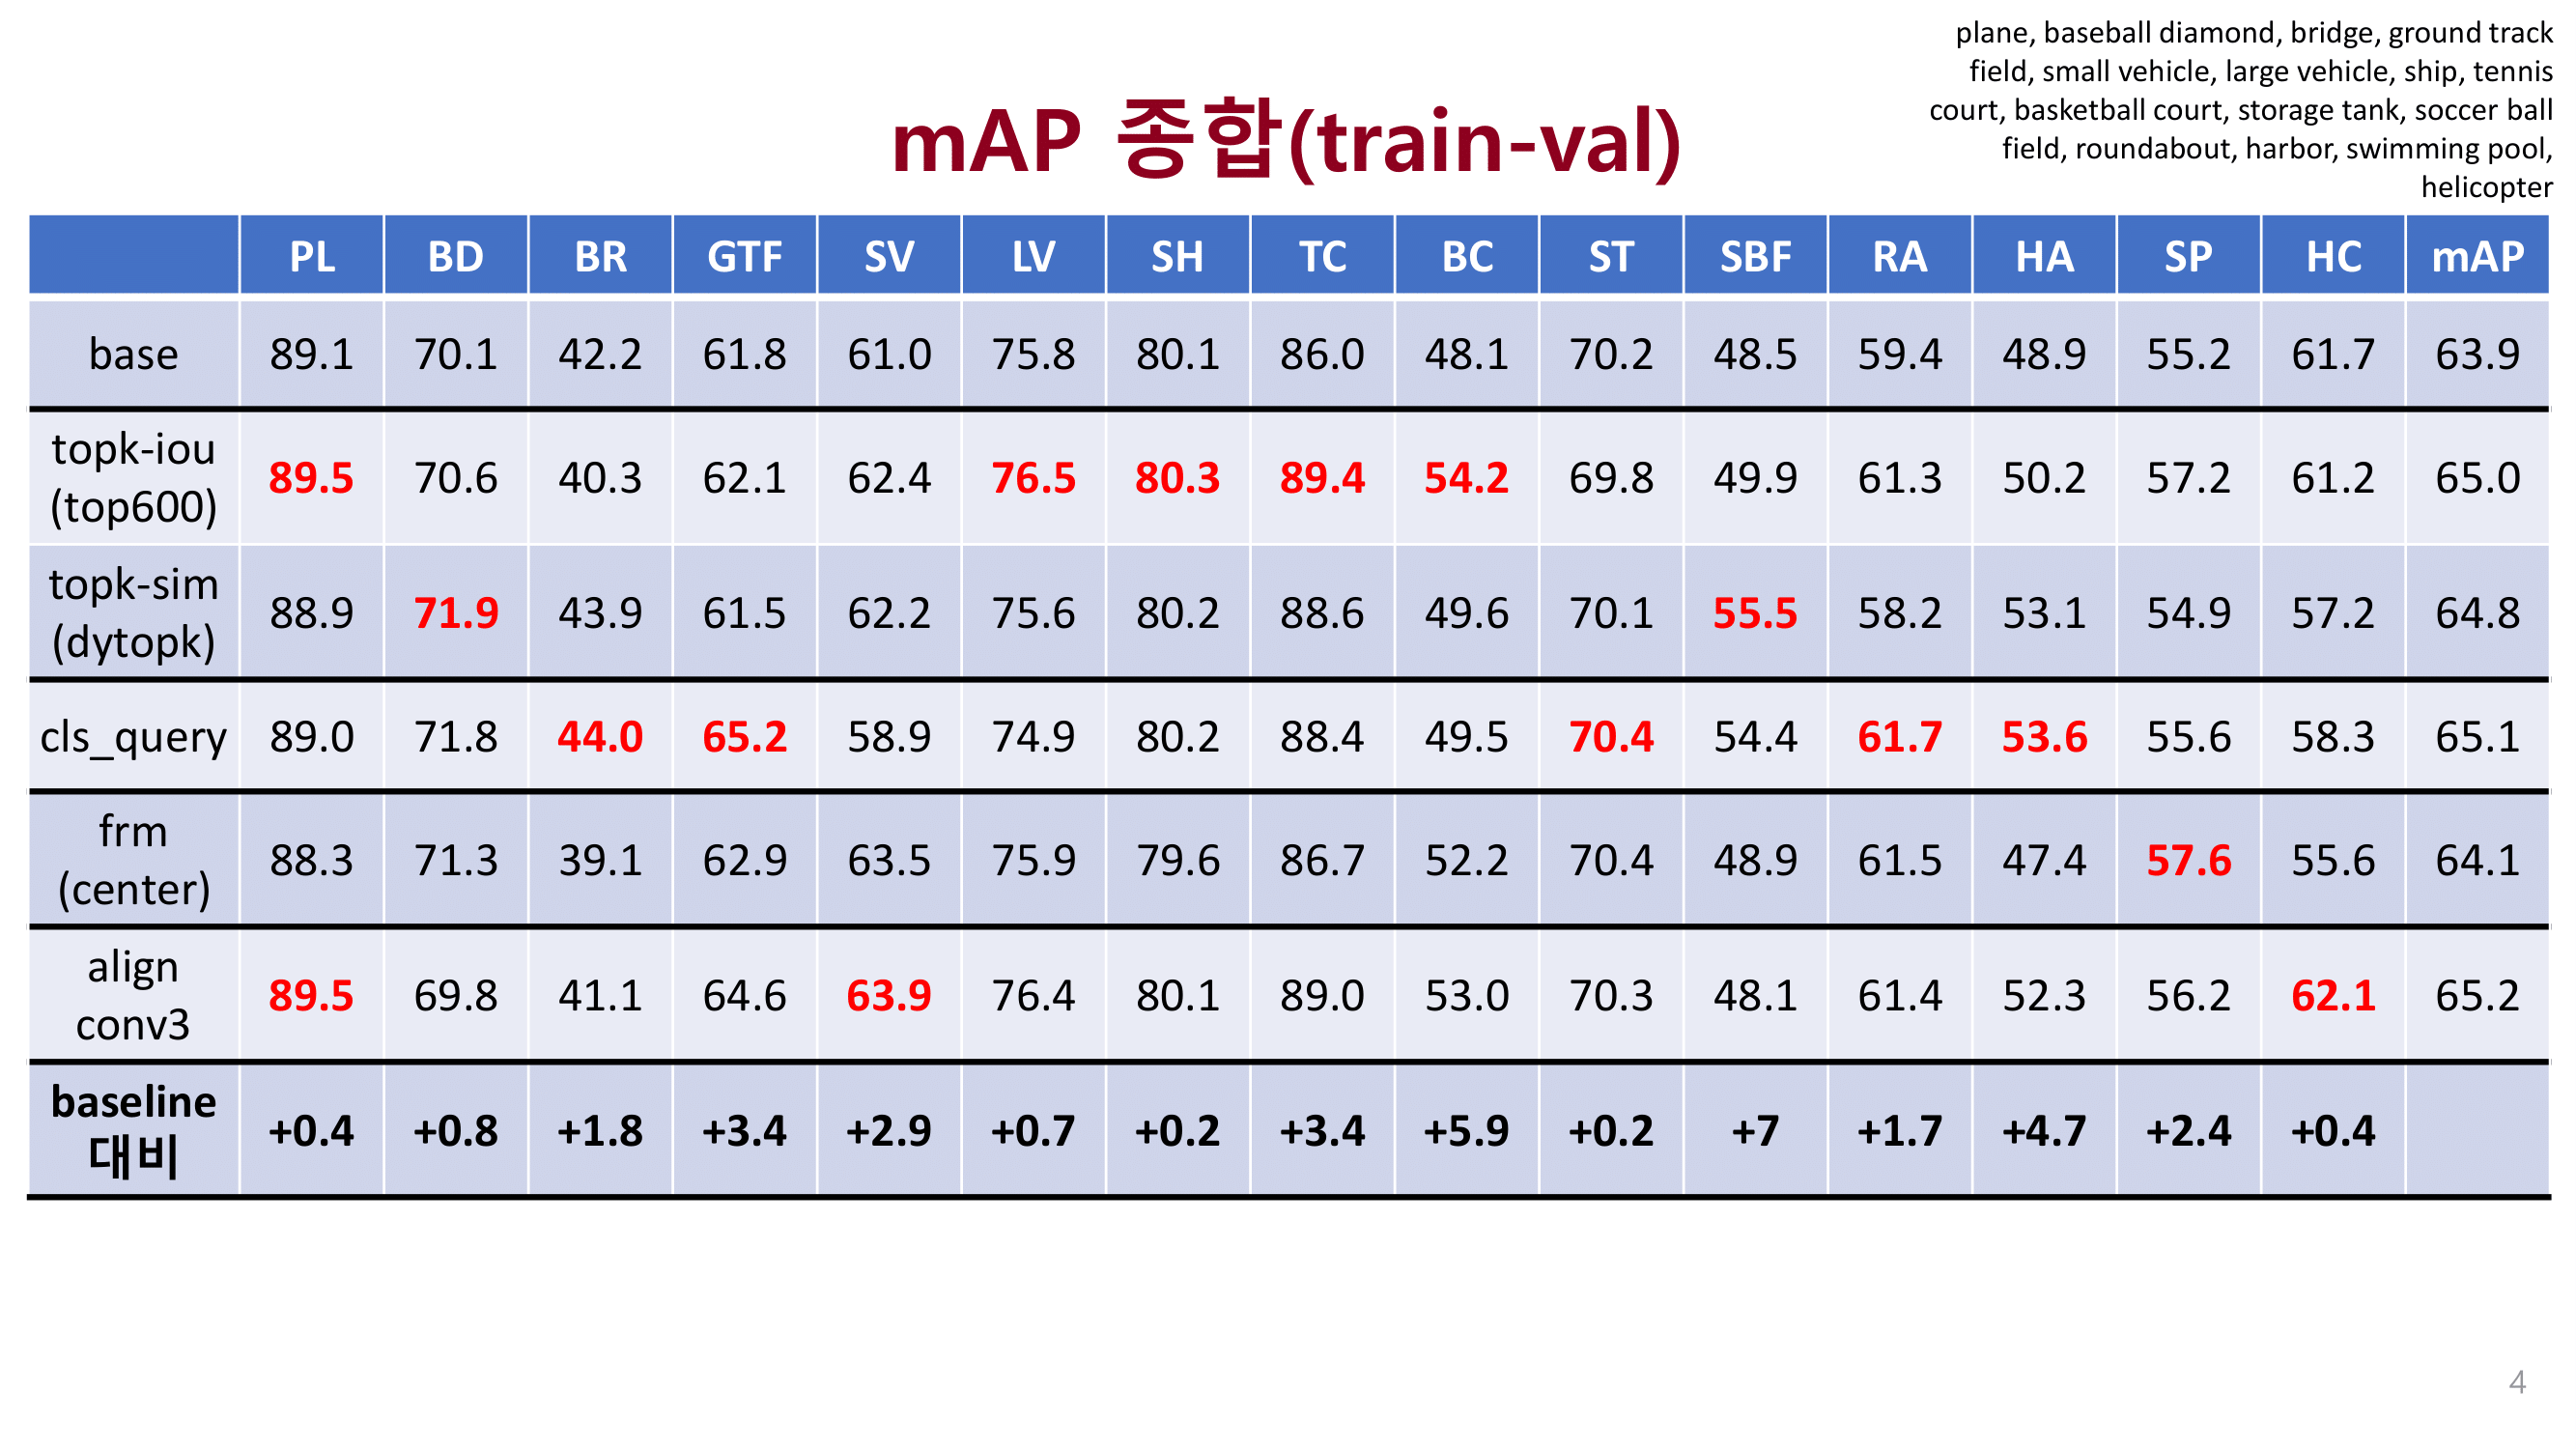 plane, baseball diamond, bridge, ground track
field, small vehicle, large vehicle, ship, tennis
court, basketball court, storage tank, soccer ball
field, roundabout, harbor, swimming pool,
helicopter
mAP 종합(train-val)
PL BD BR GTF SV LV SH TC BC ST SBF RA HA SP HC mAP
base 89.1 70.1 42.2 61.8 61.0 75.8 80.1 86.0 48.1 70.2 48.5 59.4 48.9 55.2 61.7 63.9
topk-iou
(top600) 89.5 70.6 40.3 62.1 62.4 76.5 80.3 89.4 54.2 69.8 49.9 61.3 50.2 57.2 61.2 65.0
topk-sim
(dytopk) 88.9 71.9 43.9 61.5 62.2 75.6 80.2 88.6 49.6 70.1 55.5 58.2 53.1 54.9 57.2 64.8
cls_query 89.0 71.8 44.0 65.2 58.9 74.9 80.2 88.4 49.5 70.4 54.4 61.7 53.6 55.6 58.3 65.1
frm
(center) 88.3 71.3 39.1 62.9 63.5 75.9 79.6 86.7 52.2 70.4 48.9 61.5 47.4 57.6 55.6 64.1
align
conv3 89.5 69.8 41.1 64.6 63.9 76.4 80.1 89.0 53.0 70.3 48.1 61.4 52.3 56.2 62.1 65.2
baseline
대비 +0.4 +0.8 +1.8 +3.4 +2.9 +0.7 +0.2 +3.4 +5.9 +0.2 +7 +1.7 +4.7 +2.4 +0.4
4